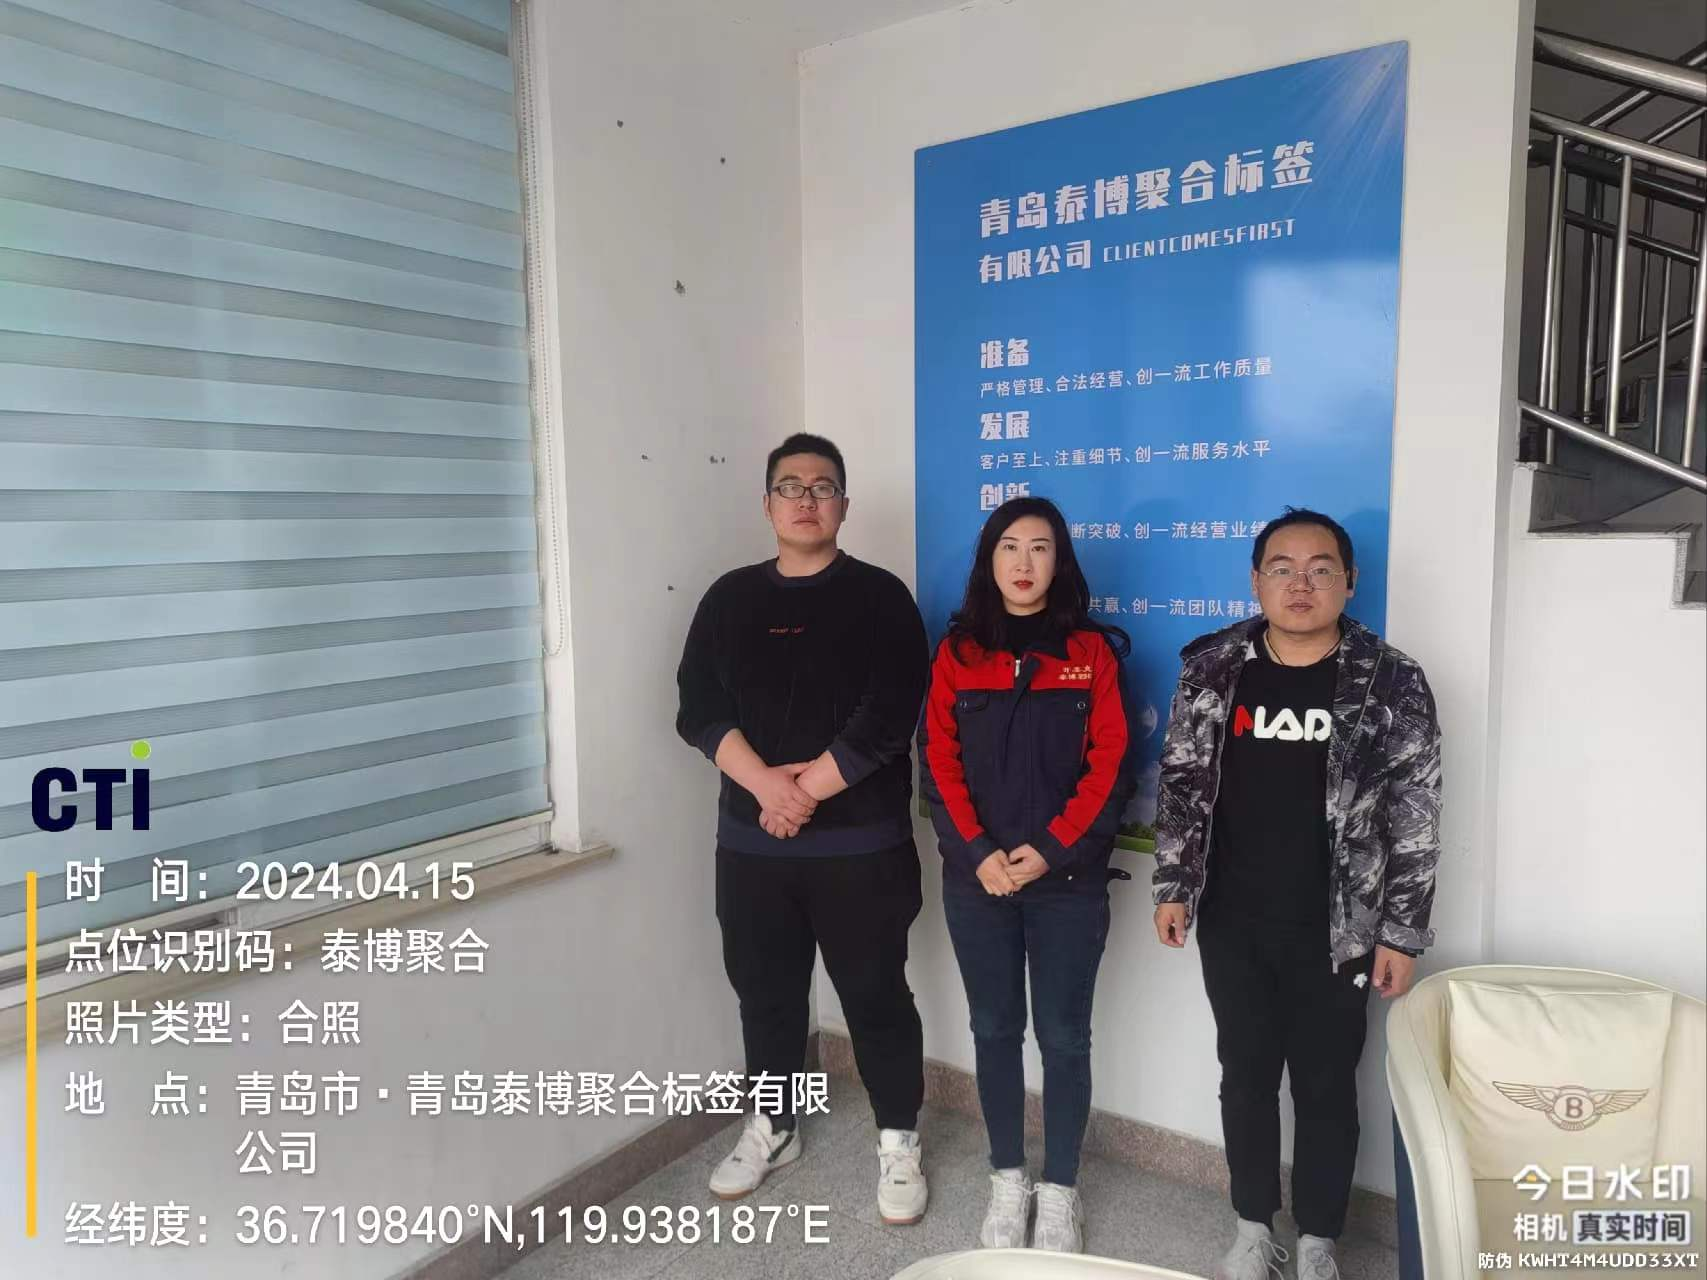 青岛泰博聚合标签
有限公司 CLIENTCOMESFIRST
准备
严格管理、合法经营、创一流工作质量
发展
客户至上、注重细节、创一流服务水平
创新
断突破、创一流经营业绩
共赢、创一流团队精神
泰博
NAD
B
CTI
时 间：2024.04.15
点位识别码：泰博聚合
照片类型：合照
地 点：青岛市·青岛泰博聚合标签有限
公司
经纬度：36.719840°N,119.938187°E
今日水印
相机 真实时间
防伪 KWHT4M4UDD33XT